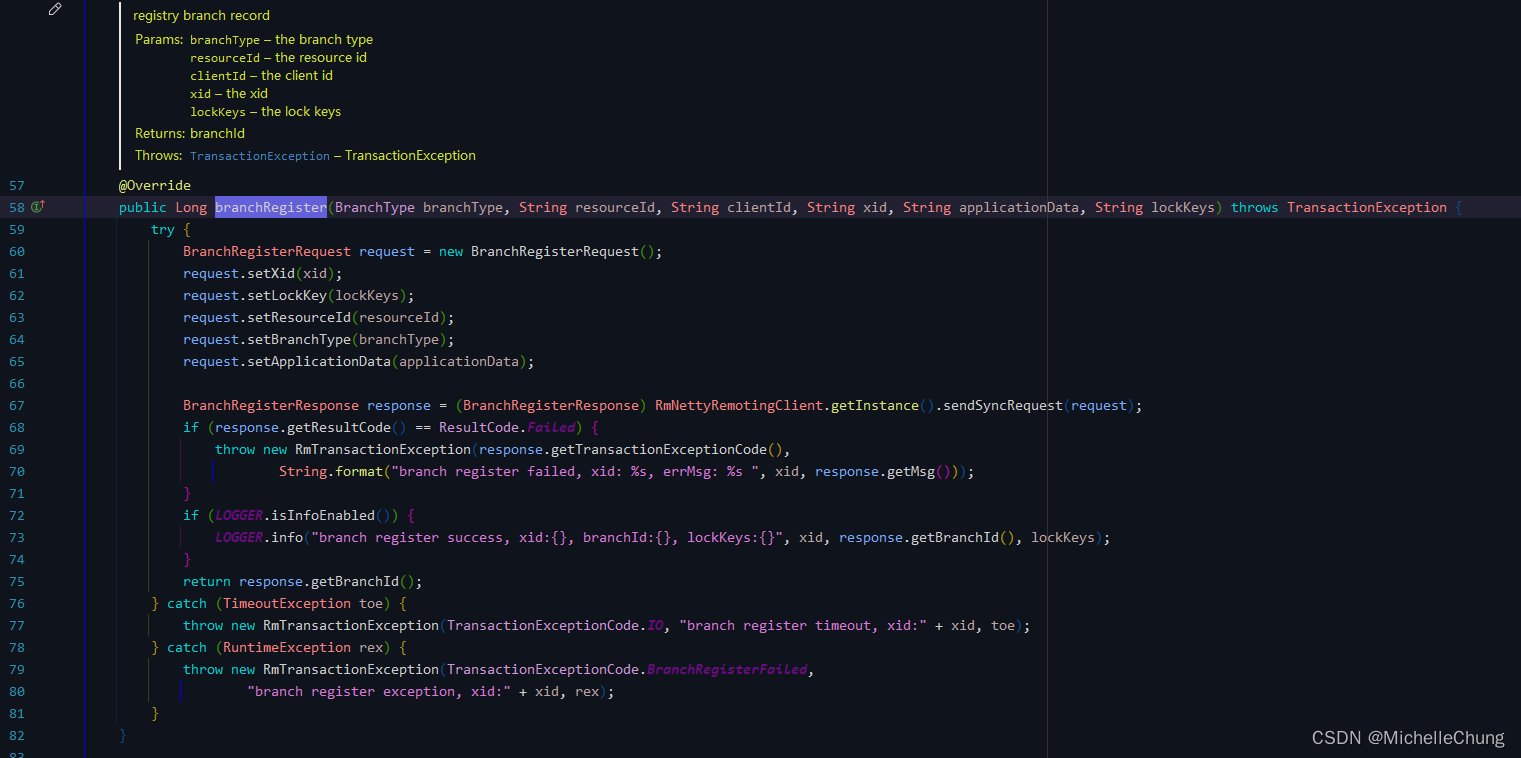 registry branch record
Params: branchType – the branch type
resourceId – the resource id
clientId – the client id
xid – the xid
lockKeys – the lock keys
Returns: branchId
Throws: TransactionException – TransactionException
57 @Override
58 public Long branchRegister(BranchType branchType, String resourceId, String clientId, String xid, String applicationData, String lockKeys) throws TransactionException {
59 try {
60 BranchRegisterRequest request = new BranchRegisterRequest();
61 request.setXid(xid);
62 request.setLockKey(lockKeys);
63 request.setResourceId(resourceId);
64 request.setBranchType(branchType);
65 request.setApplicationData(applicationData);
66
67 BranchRegisterResponse response = (BranchRegisterResponse) RmNettyRemotingClient.getInstance().sendSyncRequest(request);
68 if (response.getResultCode() == ResultCode.Failed) {
69 throw new RmTransactionException(response.getTransactionExceptionCode(),
70 String.format("branch register failed, xid: %s, errMsg: %s ", xid, response.getMsg()));
71 }
72 if (LOGGER.isInfoEnabled()) {
73 LOGGER.info("branch register success, xid:{}, branchId:{}, lockKeys:{}", xid, response.getBranchId(), lockKeys);
74 }
75 return response.getBranchId();
76 } catch (TimeoutException toe) {
77 throw new RmTransactionException(TransactionExceptionCode.IO, "branch register timeout, xid:" + xid, toe);
78 } catch (RuntimeException rex) {
79 throw new RmTransactionException(TransactionExceptionCode.BranchRegisterFailed,
80 "branch register exception, xid:" + xid, rex);
81 }
82 }
83
CSDN @MichelleChung